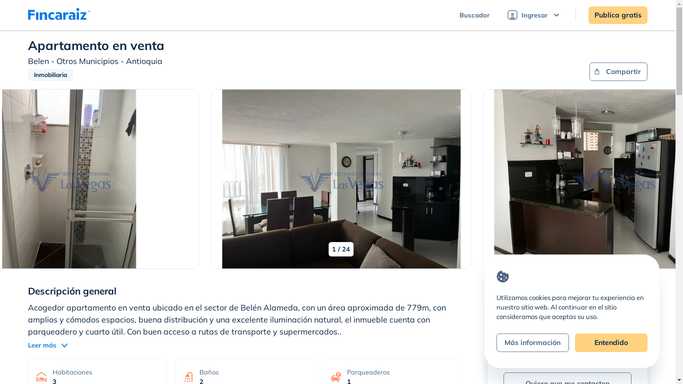 Fincaraiz
Buscador
Ingresar
Publica gratis
Apartamento en venta
Belen - Otros Municipios - Antioquia
Inmobiliaria
Compartir
Las Vegas
Las Vegas
Las Vegas
1 / 24
Descripción general
Acogedor apartamento en venta ubicado en el sector de Belén Alameda, con un área aproximada de 779m, con
amplios y cómodos espacios, buena distribución y una excelente iluminación natural, el inmueble cuenta con
parqueadero y cuarto útil. Con buen acceso a rutas de transporte y supermercados..
Leer más
Habitaciones
3
Baños
2
Parqueaderos
1
Utilizamos cookies para mejorar tu experiencia en
nuestro sitio web. Al continuar en el sitio
consideramos que aceptas su uso.
Más información
Entendido
Quiero que me contacten